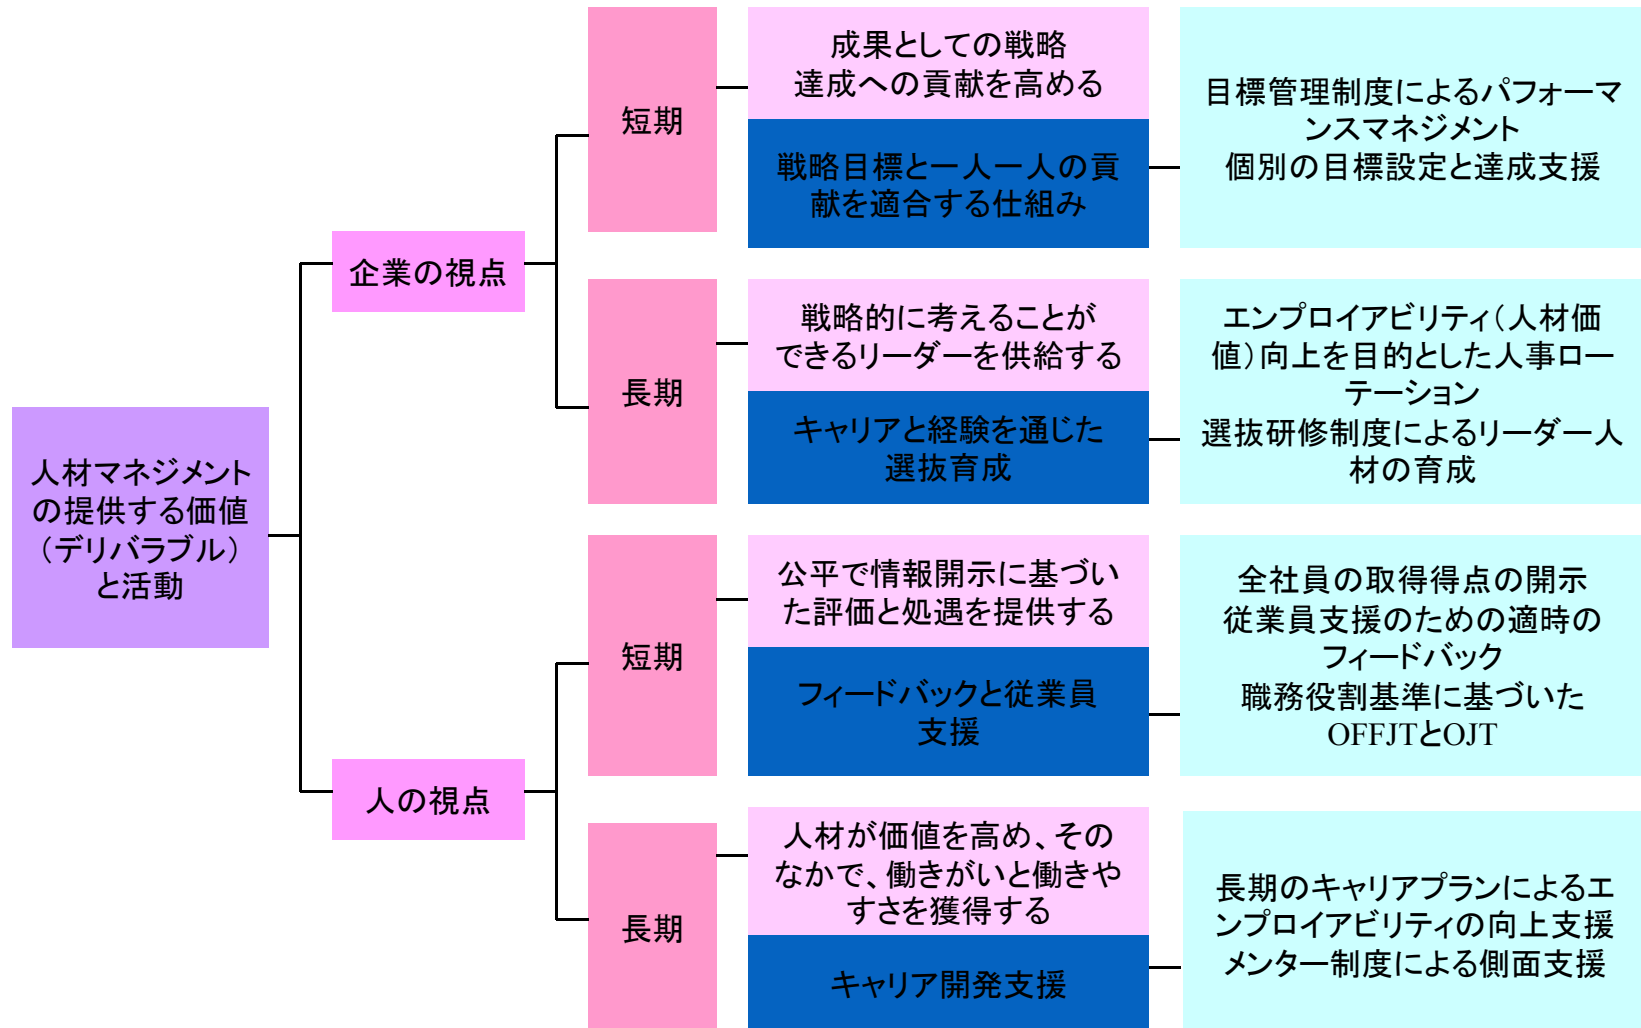 人材マネジメント
の提供する価値
（デリバラブル）
と活動
企業の視点
短期
成果としての戦略
達成への貢献を高める
戦略目標と一人一人の貢
献を適合する仕組み
目標管理制度によるパフォーマ
ンスマネジメント
個別の目標設定と達成支援
長期
戦略的に考えることが
できるリーダーを供給する
キャリアと経験を通じた
選抜育成
エンプロイアビリティ（人材価
値）向上を目的とした人事ロー
テーション
選抜研修制度によるリーダー人
材の育成
人の視点
短期
公平で情報開示に基づい
た評価と処遇を提供する
フィードバックと従業員
支援
全社員の取得得点の開示
従業員支援のための適時の
フィードバック
職務役割基準に基づいた
OFFJTとOJT
長期
人材が価値を高め、その
なかで、働きがいと働きや
すさを獲得する
キャリア開発支援
長期のキャリアプランによるエ
ンプロイアビリティの向上支援
メンター制度による側面支援